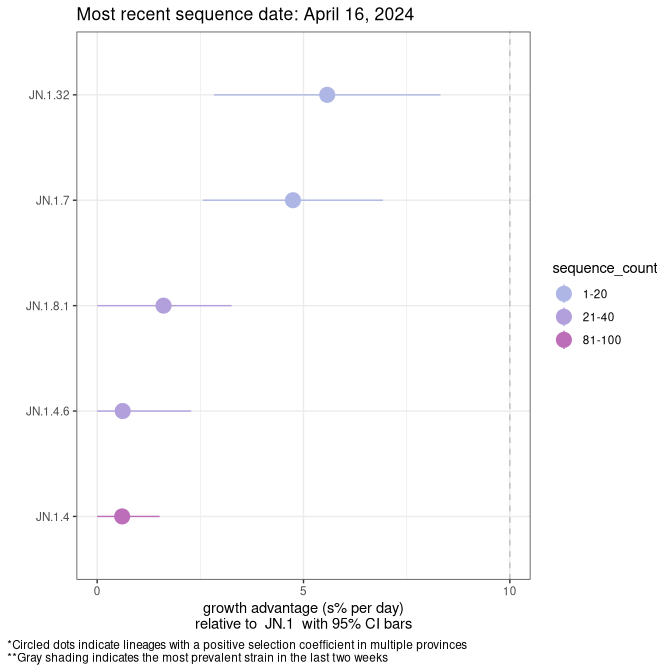 Most recent sequence date: April 16, 2024
JN.1.32
JN.1.7
JN.1.8.1
JN.1.4.6
JN.1.4
0
5
10
growth advantage (s% per day)
relative to JN.1 with 95% CI bars
sequence_count
1-20
21-40
81-100
*Circled dots indicate lineages with a positive selection coefficient in multiple provinces
**Gray shading indicates the most prevalent strain in the last two weeks